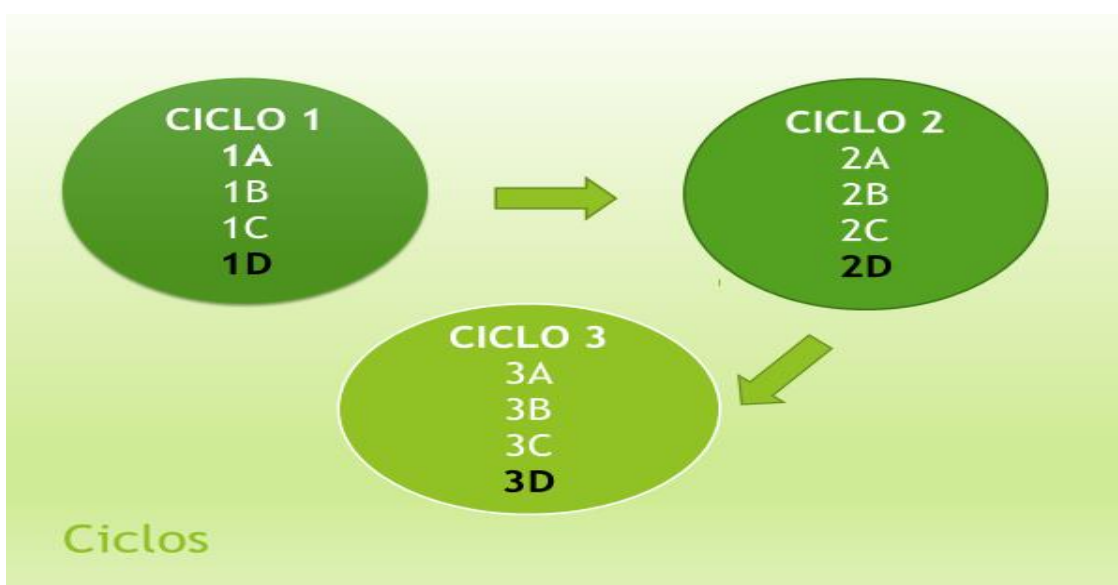 CICLO 1
1A
1B
1C
1D
CICLO 2
2A
2B
2C
2D
CICLO 3
3A
3B
3C
3D
Ciclos